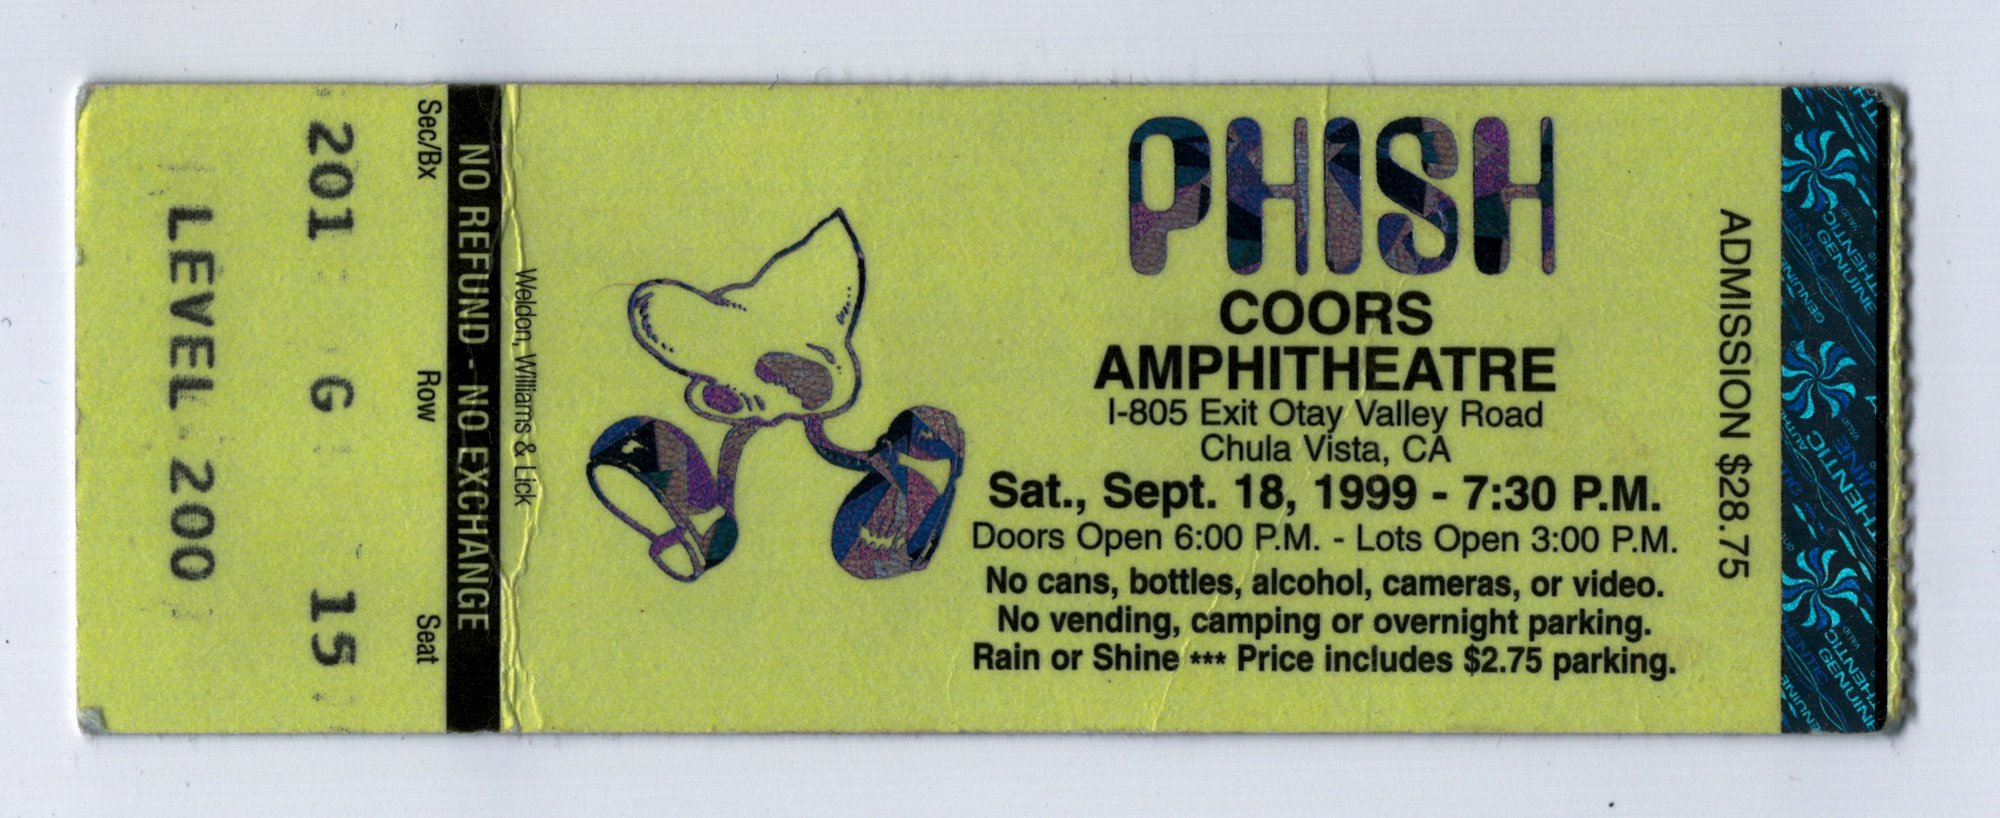 LEVEL 200
201 G 15
Sec/Bx Row Seat
NO REFUND - NO EXCHANGE
Weldon, Williams & Lick
PHISH
COORS
AMPHITHEATRE
I-805 Exit Otay Valley Road
Chula Vista, CA
Sat., Sept. 18, 1999 - 7:30 P.M.
Doors Open 6:00 P.M. - Lots Open 3:00 P.M.
No cans, bottles, alcohol, cameras, or video.
No vending, camping or overnight parking.
Rain or Shine *** Price includes $2.75 parking.
ADMISSION $28.75
GENUINE
AUTHENTIC
VALID